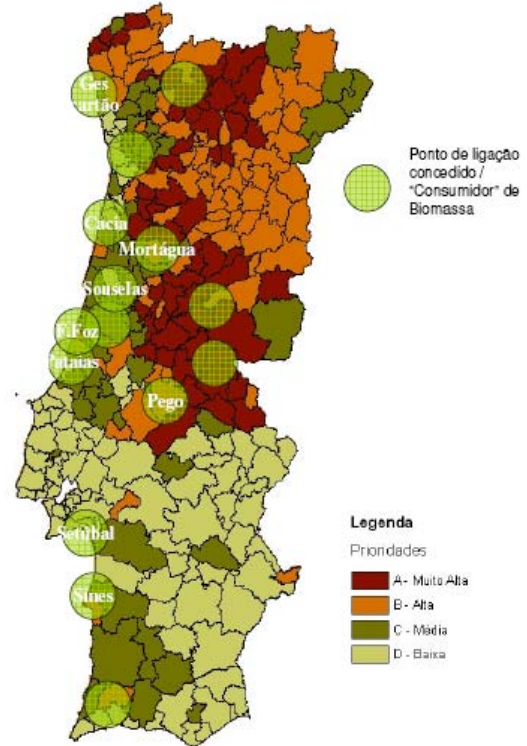 Ges
cartão
Cacia
Mortágua
Souselas
F.Foz
Pataias
Pego
Setúbal
Sines
Ponto de ligação
concedido /
"Consumidor" de
Biomassa
Legenda
Prioridades
A- Muito Alta
B - Alta
C - Média
D - Baixa